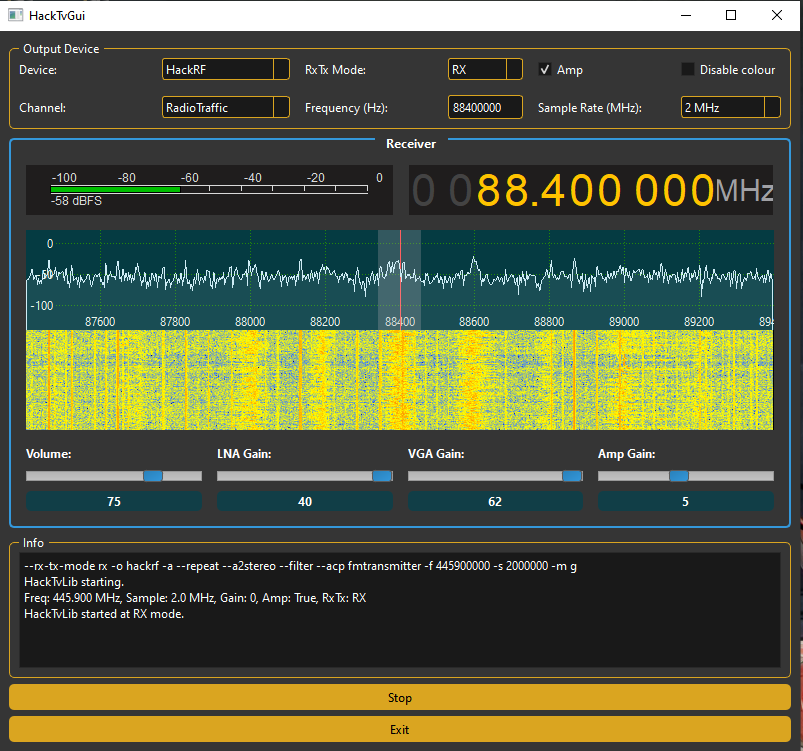 HackTvGui
Output Device
Device: HackRF RxTx Mode: RX Amp Disable colour
Channel: RadioTraffic Frequency (Hz): 88400000 Sample Rate (MHz): 2 MHz
Receiver
-100 -80 -60 -40 -20 0
-58 dBFS
0 088.400 000MHz
0
-50
-100
87600 87800 88000 88200 88400 88600 88800 89000 89200 894
Volume: LNA Gain: VGA Gain: Amp Gain:
75 40 62 5
Info
--rx-tx-mode rx -o hackrf -a --repeat --a2stereo --filter --acp fmtransmitter -f 445900000 -s 2000000 -m g
HackTvLib starting.
Freq: 445.900 MHz, Sample: 2.0 MHz, Gain: 0, Amp: True, RxTx: RX
HackTvLib started at RX mode.
Stop
Exit